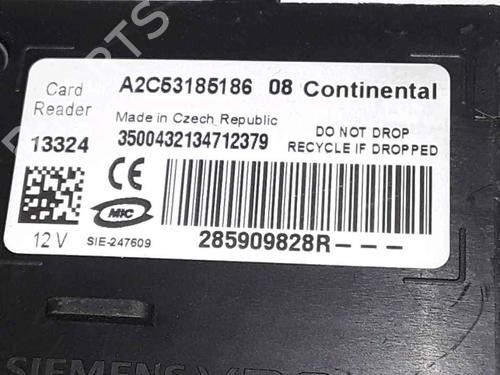 Card Reader
A2C53185186 08 Continental
Made in Czech Republic
13324
3500432134712379
DO NOT DROP
RECYCLE IF DROPPED
CE
MIC
12 V
SIE-247609
285909828R---
SIEMENS VDO